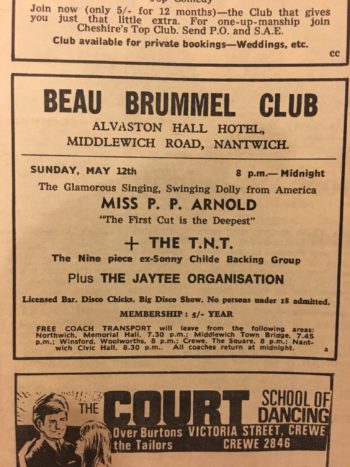 Top Comedy
Join now (only 5/- for 12 months)—the Club that gives
you just that little extra. For one-up-manship join
Cheshire's Top Club. Send P.O. and S.A.E.
Club available for private bookings—Weddings, etc.
cc
BEAU BRUMMEL CLUB
ALVASTON HALL HOTEL,
MIDDLEWICH ROAD, NANTWICH.
SUNDAY, MAY 12th 8 p.m.—Midnight
The Glamorous Singing, Swinging Dolly from America
MISS P. P. ARNOLD
"The First Cut is the Deepest"
+ THE T.N.T.
The Nine piece ex-Sonny Childe Backing Group
Plus THE JAYTEE ORGANISATION
Licensed Bar. Disco Chicks. Big Disco Show. No persons under 18 admitted.
MEMBERSHIP: 5/- YEAR
FREE COACH TRANSPORT will leave from the following areas:
Northwich, Memorial Hall, 7.30 p.m.; Middlewich Town Bridge, 7.45
p.m.; Winsford, Woolworths, 8 p.m.; Crewe, The Square, 8 p.m.; Nant-
wich Civic Hall, 8.30 p.m.. All coaches return at midnight.
THE COURT SCHOOL OF
DANCING
Over Burtons VICTORIA STREET, CREWE
the Tailors CREWE 2846